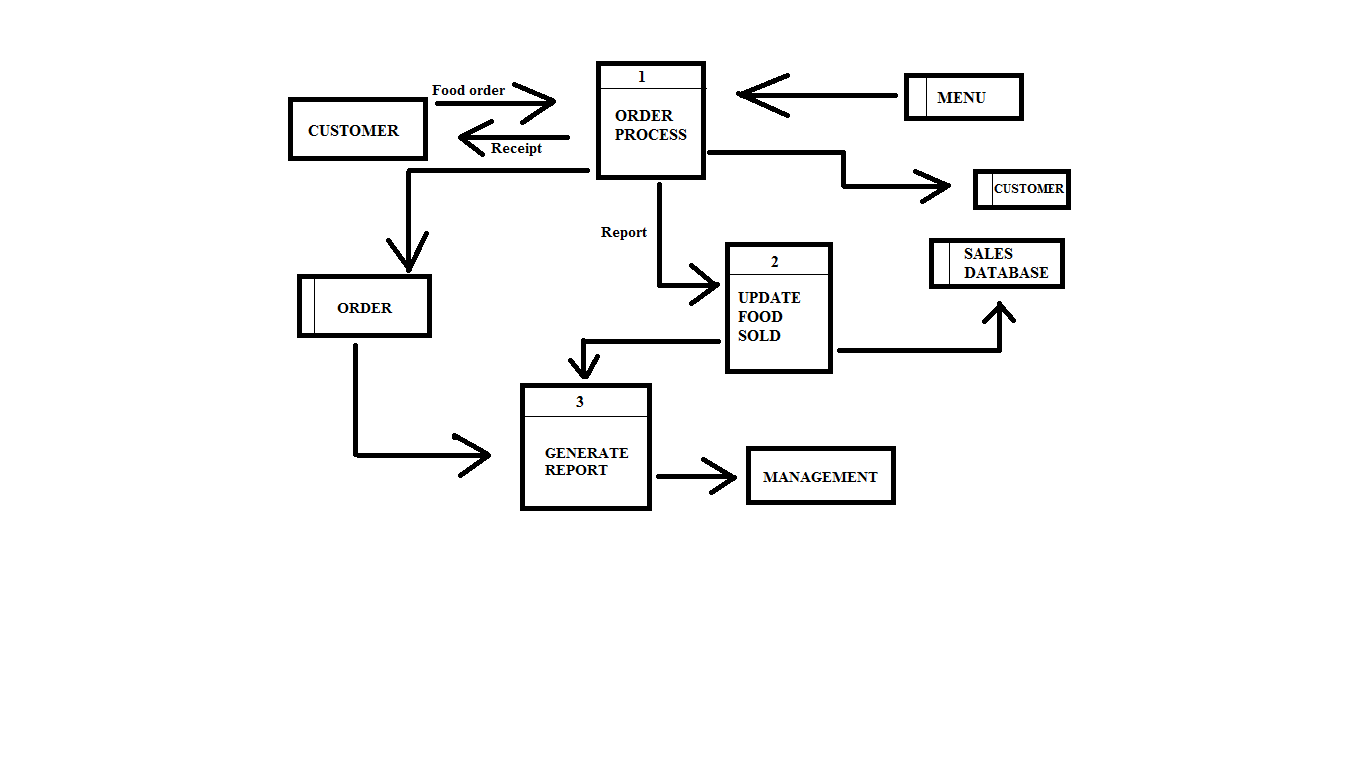 Food order
CUSTOMER
Receipt
1
ORDER
PROCESS
MENU
CUSTOMER
Report
2
UPDATE
FOOD
SOLD
SALES
DATABASE
ORDER
3
GENERATE
REPORT
MANAGEMENT